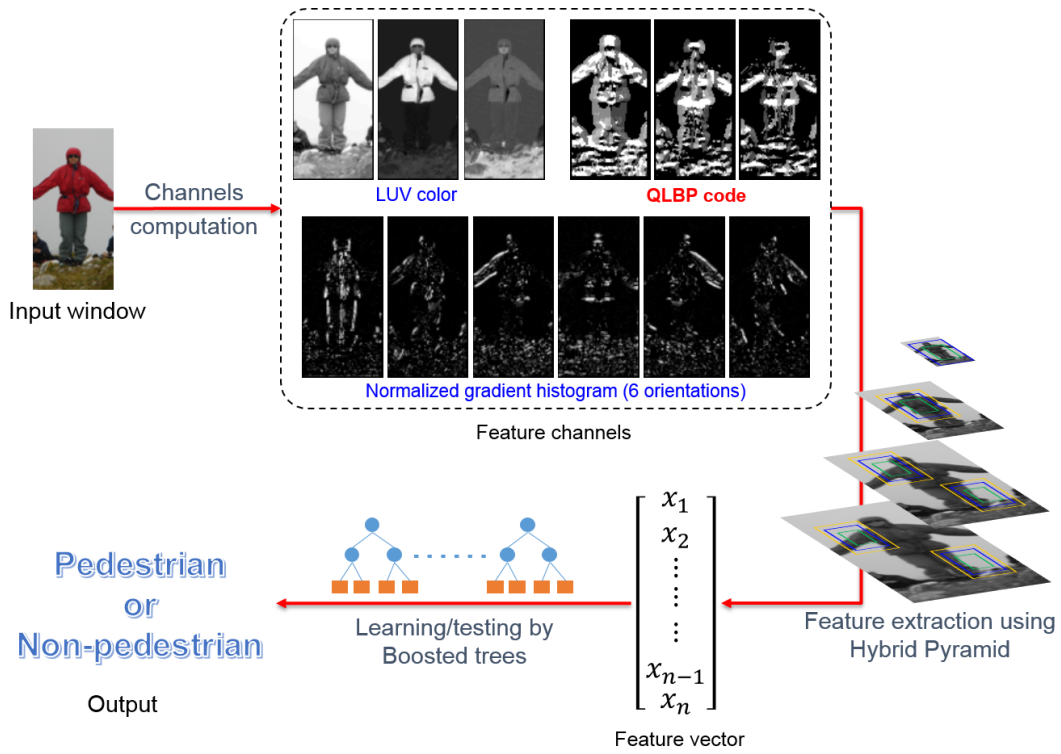 Input window
Channels
computation
LUV color
QLBP code
Normalized gradient histogram (6 orientations)
Feature channels
Feature extraction using
Hybrid Pyramid
x₁
x₂
⋮
⋮
⋮
xₙ₋₁
xₙ
Feature vector
Learning/testing by
Boosted trees
Pedestrian
or
Non-pedestrian
Output